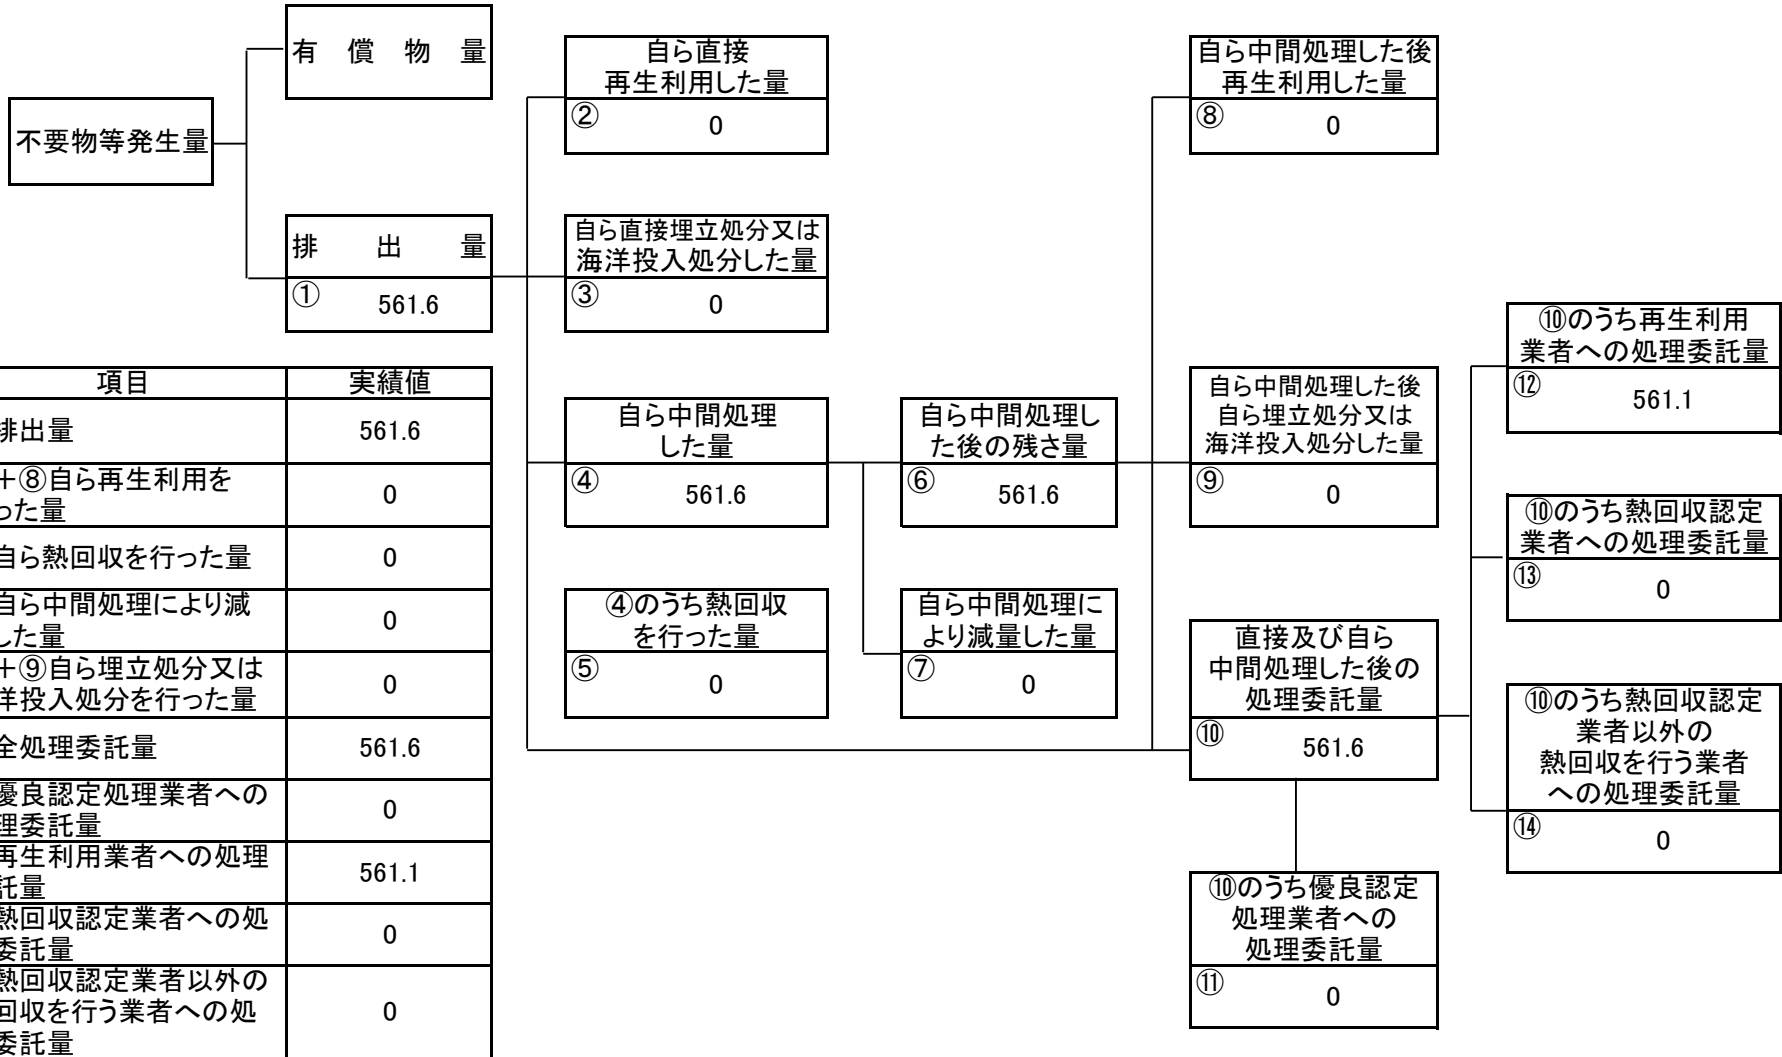 有償物量
不要物等発生量
排出量
① 561.6
自ら直接
再生利用した量
② 0
自ら直接埋立処分又は
海洋投入処分した量
③ 0
自ら中間処理
した量
④ 561.6
④のうち熱回収
を行った量
⑤ 0
自ら中間処理し
た後の残さ量
⑥ 561.6
自ら中間処理に
より減量した量
⑦ 0
自ら中間処理した後
再生利用した量
⑧ 0
自ら中間処理した後
自ら埋立処分又は
海洋投入処分した量
⑨ 0
直接及び自ら
中間処理した後の
処理委託量
⑩ 561.6
⑩のうち優良認定
処理業者への
処理委託量
⑪ 0
⑩のうち再生利用
業者への処理委託量
⑫ 561.1
⑩のうち熱回収認定
業者への処理委託量
⑬ 0
⑩のうち熱回収認定
業者以外の
熱回収を行う業者
への処理委託量
⑭ 0
項目 実績値
排出量 561.6
+⑧自ら再生利用を
った量 0
自ら熱回収を行った量 0
自ら中間処理により減
した量 0
+⑨自ら埋立処分又は
洋投入処分を行った量 0
全処理委託量 561.6
優良認定処理業者への
理委託量 0
再生利用業者への処理
託量 561.1
熱回収認定業者への処
委託量 0
熱回収認定業者以外の
回収を行う業者への処
委託量 0